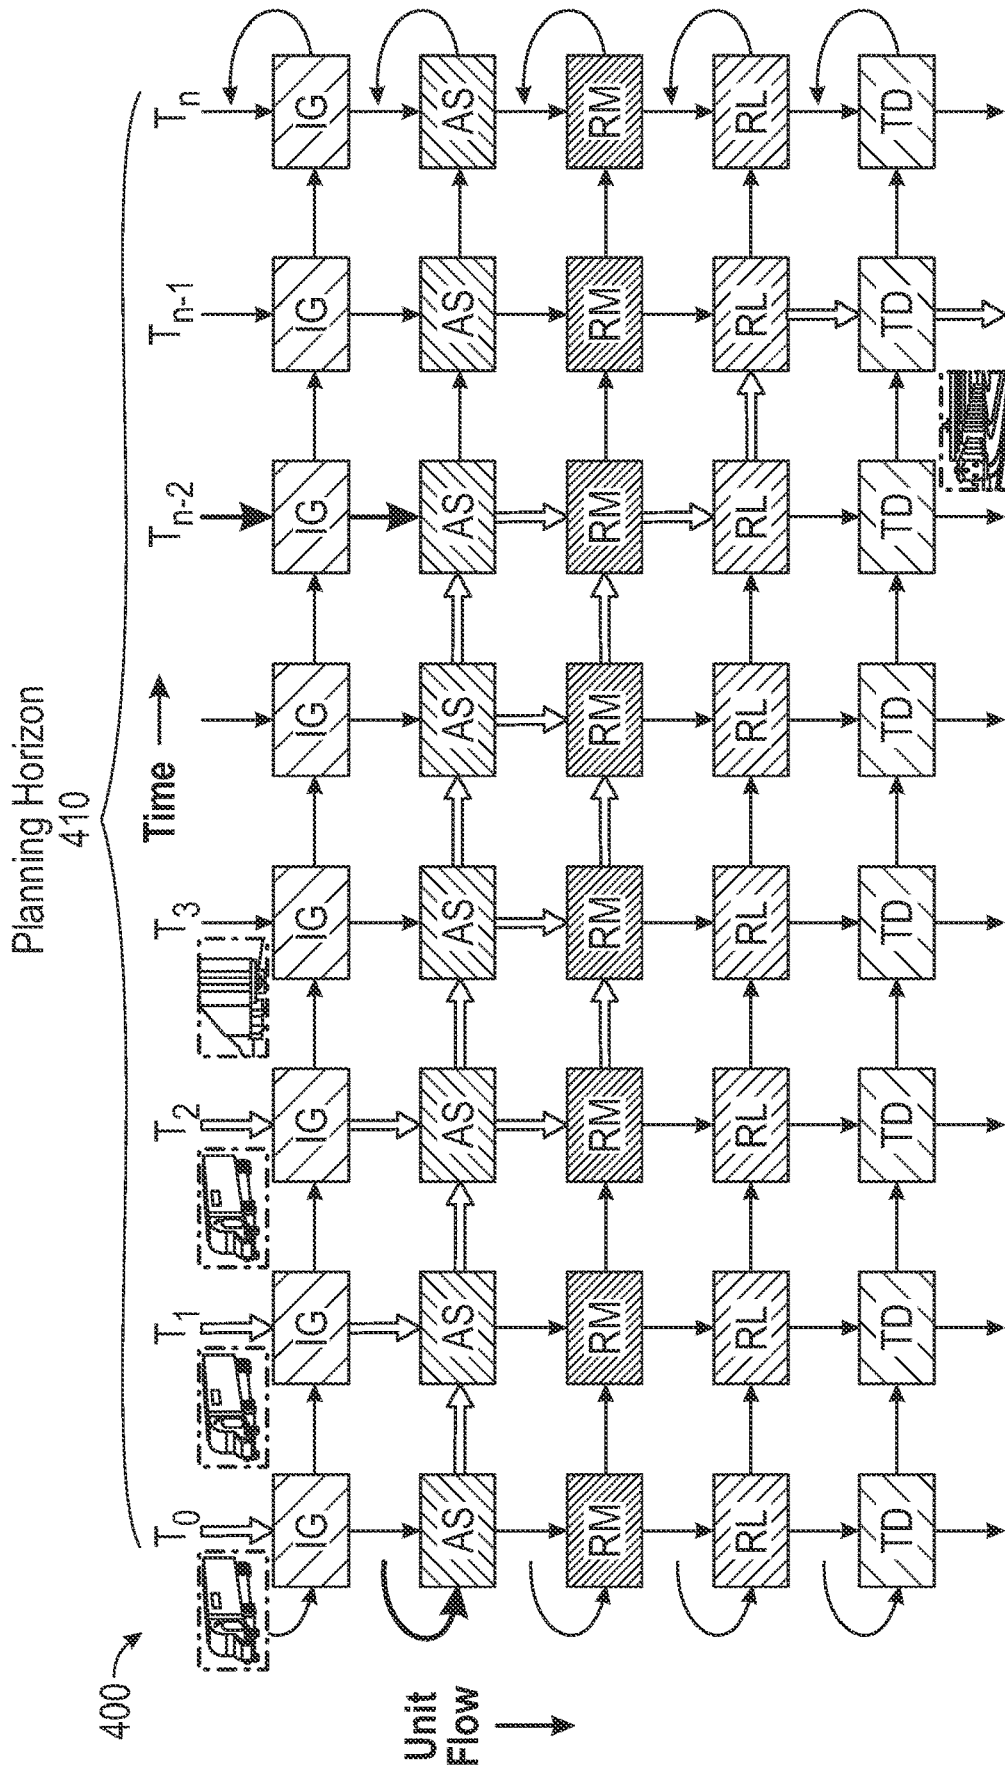 Planning Horizon
410
400
Time
T0 T1 T2 T3 Tn-2 Tn-1 Tn
Unit
Flow
IG IG IG IG IG IG IG IG
AS AS AS AS AS AS AS AS
RM RM RM RM RM RM RM RM
RL RL RL RL RL RL RL RL
TD TD TD TD TD TD TD TD